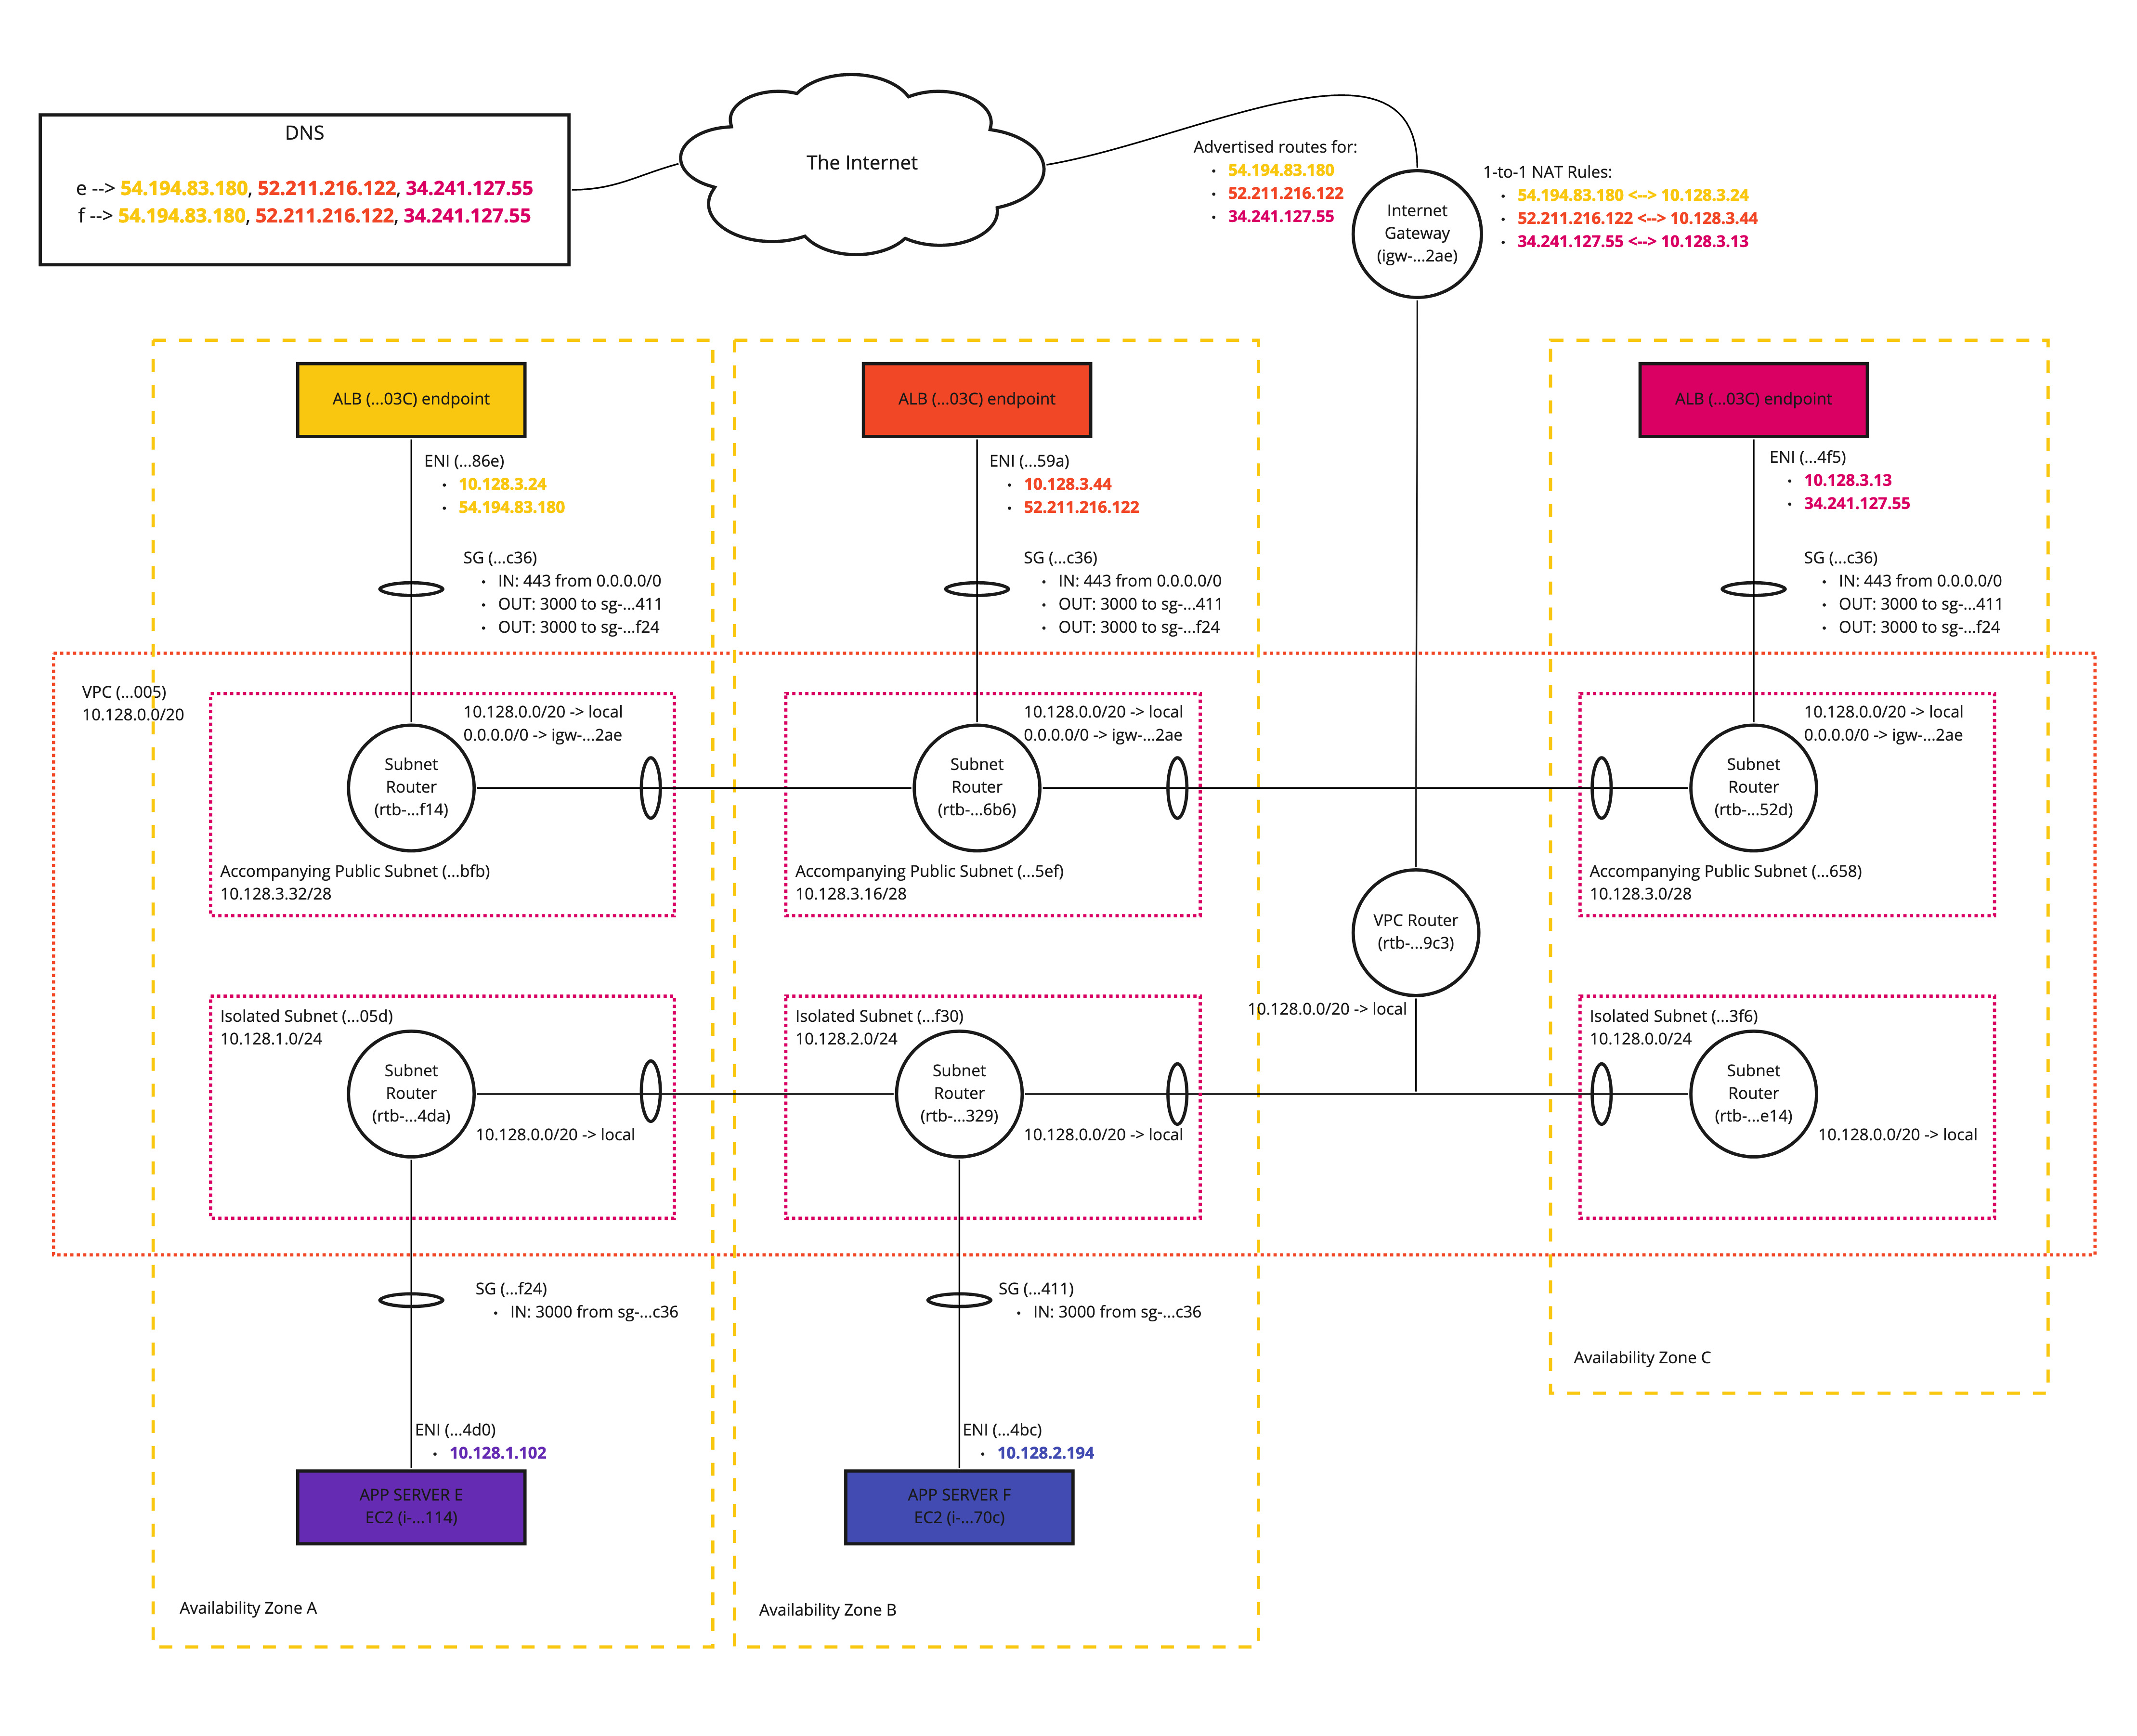 DNS
e --> 54.194.83.180, 52.211.216.122, 34.241.127.55
f --> 54.194.83.180, 52.211.216.122, 34.241.127.55
The Internet
Advertised routes for:
• 54.194.83.180
• 52.211.216.122
• 34.241.127.55
Internet
Gateway
(igw-...2ae)
1-to-1 NAT Rules:
• 54.194.83.180 <--> 10.128.3.24
• 52.211.216.122 <--> 10.128.3.44
• 34.241.127.55 <--> 10.128.3.13
ALB (...03C) endpoint
ENI (...86e)
• 10.128.3.24
• 54.194.83.180
SG (...c36)
• IN: 443 from 0.0.0.0/0
• OUT: 3000 to sg-...411
• OUT: 3000 to sg-...f24
ALB (...03C) endpoint
ENI (...59a)
• 10.128.3.44
• 52.211.216.122
SG (...c36)
• IN: 443 from 0.0.0.0/0
• OUT: 3000 to sg-...411
• OUT: 3000 to sg-...f24
ALB (...03C) endpoint
ENI (...4f5)
• 10.128.3.13
• 34.241.127.55
SG (...c36)
• IN: 443 from 0.0.0.0/0
• OUT: 3000 to sg-...411
• OUT: 3000 to sg-...f24
VPC (...005)
10.128.0.0/20
10.128.0.0/20 -> local
0.0.0.0/0 -> igw-...2ae
Subnet
Router
(rtb-...f14)
Accompanying Public Subnet (...bfb)
10.128.3.32/28
10.128.0.0/20 -> local
0.0.0.0/0 -> igw-...2ae
Subnet
Router
(rtb-...6b6)
Accompanying Public Subnet (...5ef)
10.128.3.16/28
10.128.0.0/20 -> local
0.0.0.0/0 -> igw-...2ae
Subnet
Router
(rtb-...52d)
Accompanying Public Subnet (...658)
10.128.3.0/28
VPC Router
(rtb-...9c3)
10.128.0.0/20 -> local
Isolated Subnet (...05d)
10.128.1.0/24
Subnet
Router
(rtb-...4da)
10.128.0.0/20 -> local
Isolated Subnet (...f30)
10.128.2.0/24
Subnet
Router
(rtb-...329)
10.128.0.0/20 -> local
Isolated Subnet (...3f6)
10.128.0.0/24
Subnet
Router
(rtb-...e14)
10.128.0.0/20 -> local
SG (...f24)
• IN: 3000 from sg-...c36
SG (...411)
• IN: 3000 from sg-...c36
Availability Zone C
ENI (...4d0)
• 10.128.1.102
APP SERVER E
EC2 (i-...114)
ENI (...4bc)
• 10.128.2.194
APP SERVER F
EC2 (i-...70c)
Availability Zone A
Availability Zone B